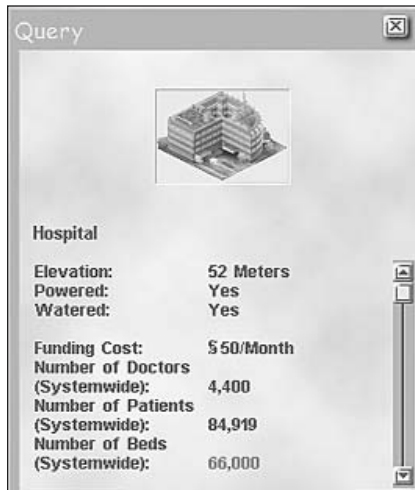 Query
Hospital
Elevation: 52 Meters
Powered: Yes
Watered: Yes
Funding Cost: §50/Month
Number of Doctors
(Systemwide): 4,400
Number of Patients
(Systemwide): 84,919
Number of Beds
(Systemwide): 66,000